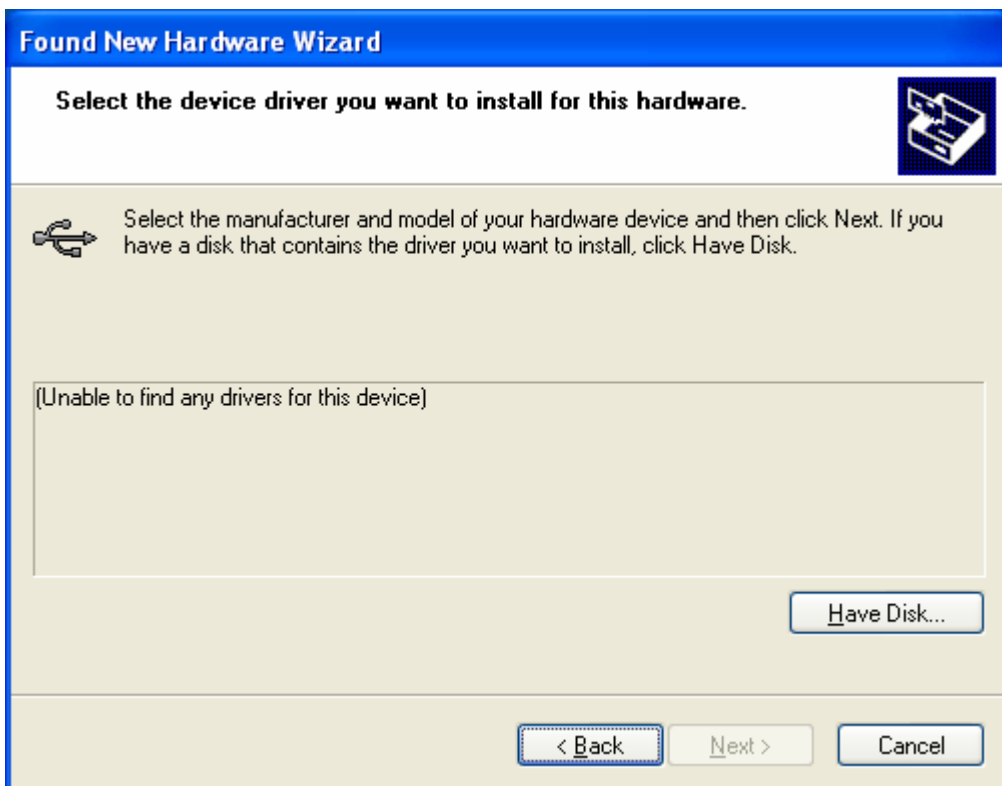 Found New Hardware Wizard
Select the device driver you want to install for this hardware.
Select the manufacturer and model of your hardware device and then click Next. If you
have a disk that contains the driver you want to install, click Have Disk.
(Unable to find any drivers for this device)
Have Disk...
< Back
Next >
Cancel